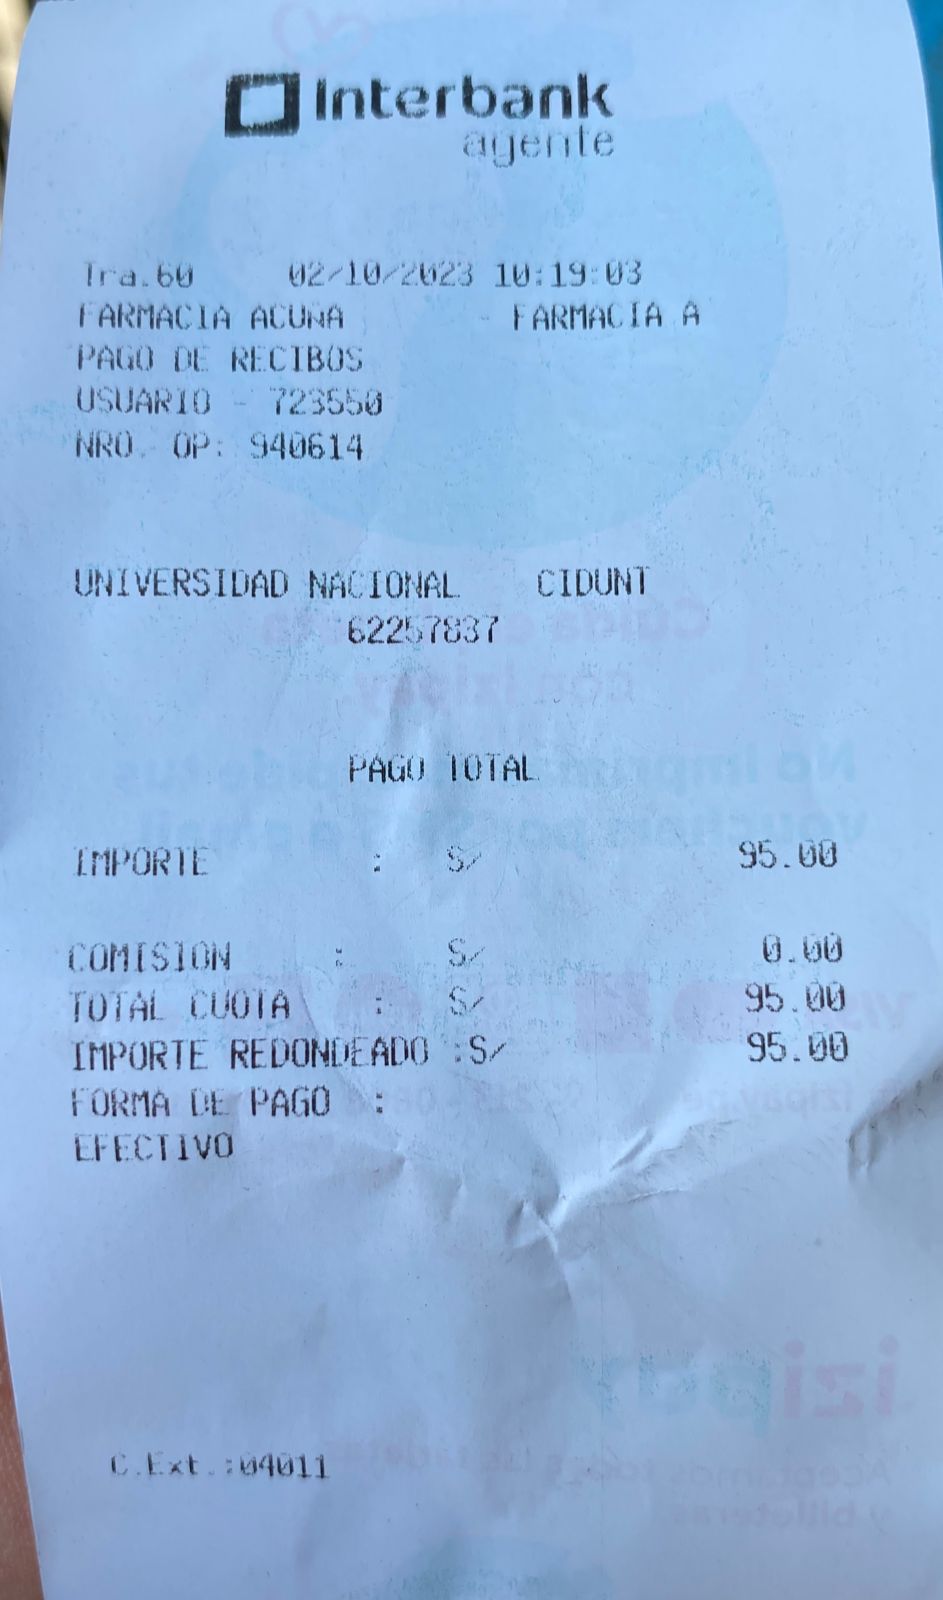 Interbank
agente
Tra.60 02/10/2023 10:19:03
FARMACIA ACUÑA - FARMACIA A
PAGO DE RECIBOS
USUARIO - 723550
NRO. OP: 940614
UNIVERSIDAD NACIONAL CIDUNT
62257837
PAGO TOTAL
IMPORTE : S/ 95.00
COMISION : S/ 0.00
TOTAL CUOTA : S/ 95.00
IMPORTE REDONDEADO :S/ 95.00
FORMA DE PAGO :
EFECTIVO
izipay
C.Ext.:04011